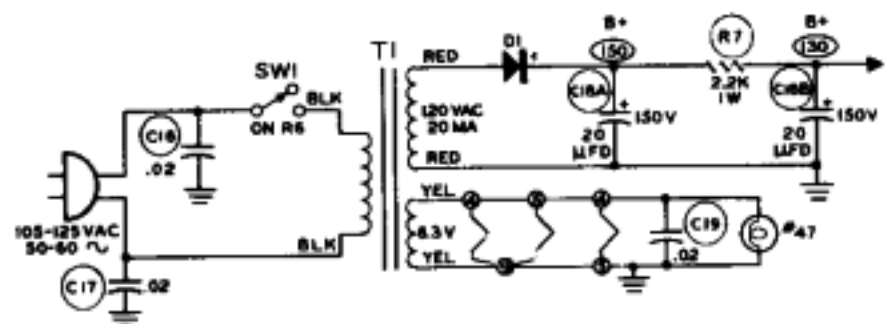 B+
B+
R7
T1
RED
D1
+
150
130
SW1
BLK
2.2K
1W
C18A
C18B
C16
ON R6
120 VAC
20 MA
+
150V
+
150V
.02
20
µFD
20
µFD
RED
YEL
105-125 VAC
50-60 ~
6.3V
C19
#47
BLK
YEL
.02
C17
.02